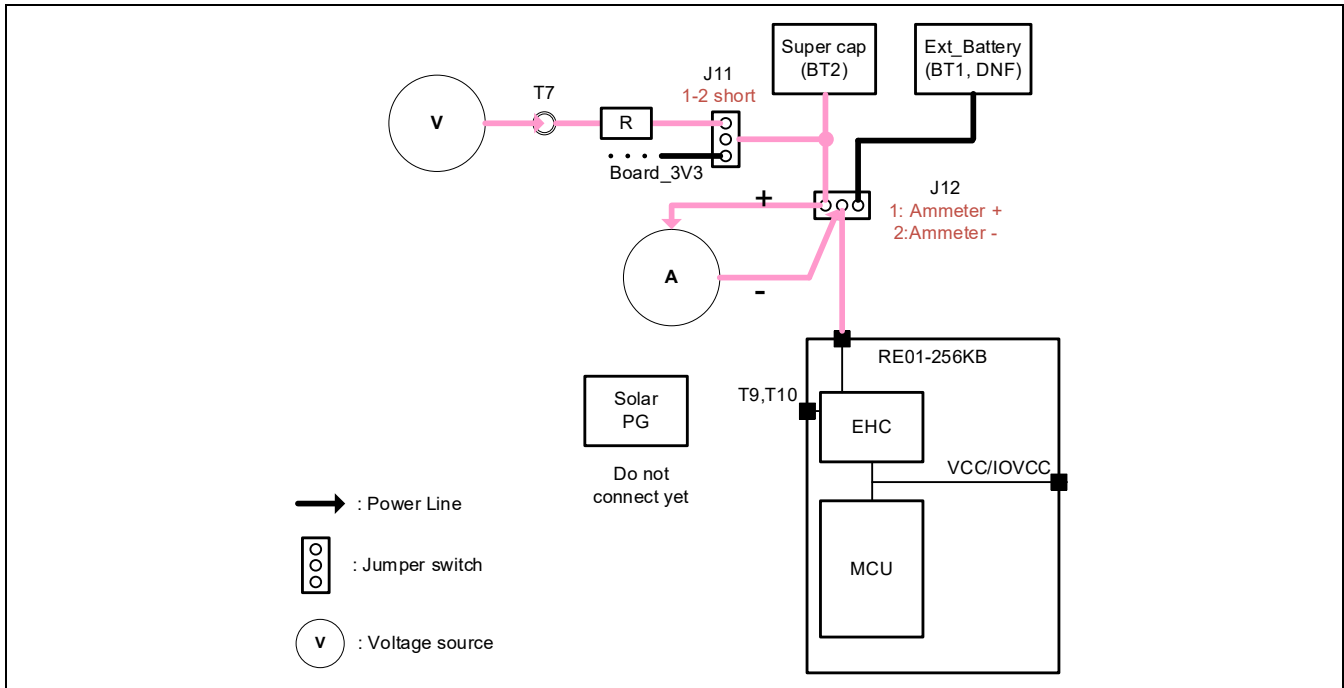 Super cap
(BT2)
Ext_Battery
(BT1, DNF)
J11
1-2 short
T7
V
R
Board_3V3
J12
1: Ammeter +
2:Ammeter -
+
A
-
RE01-256KB
Solar
PG
T9,T10
EHC
VCC/IOVCC
Do not
connect yet
: Power Line
: Jumper switch
MCU
V
: Voltage source